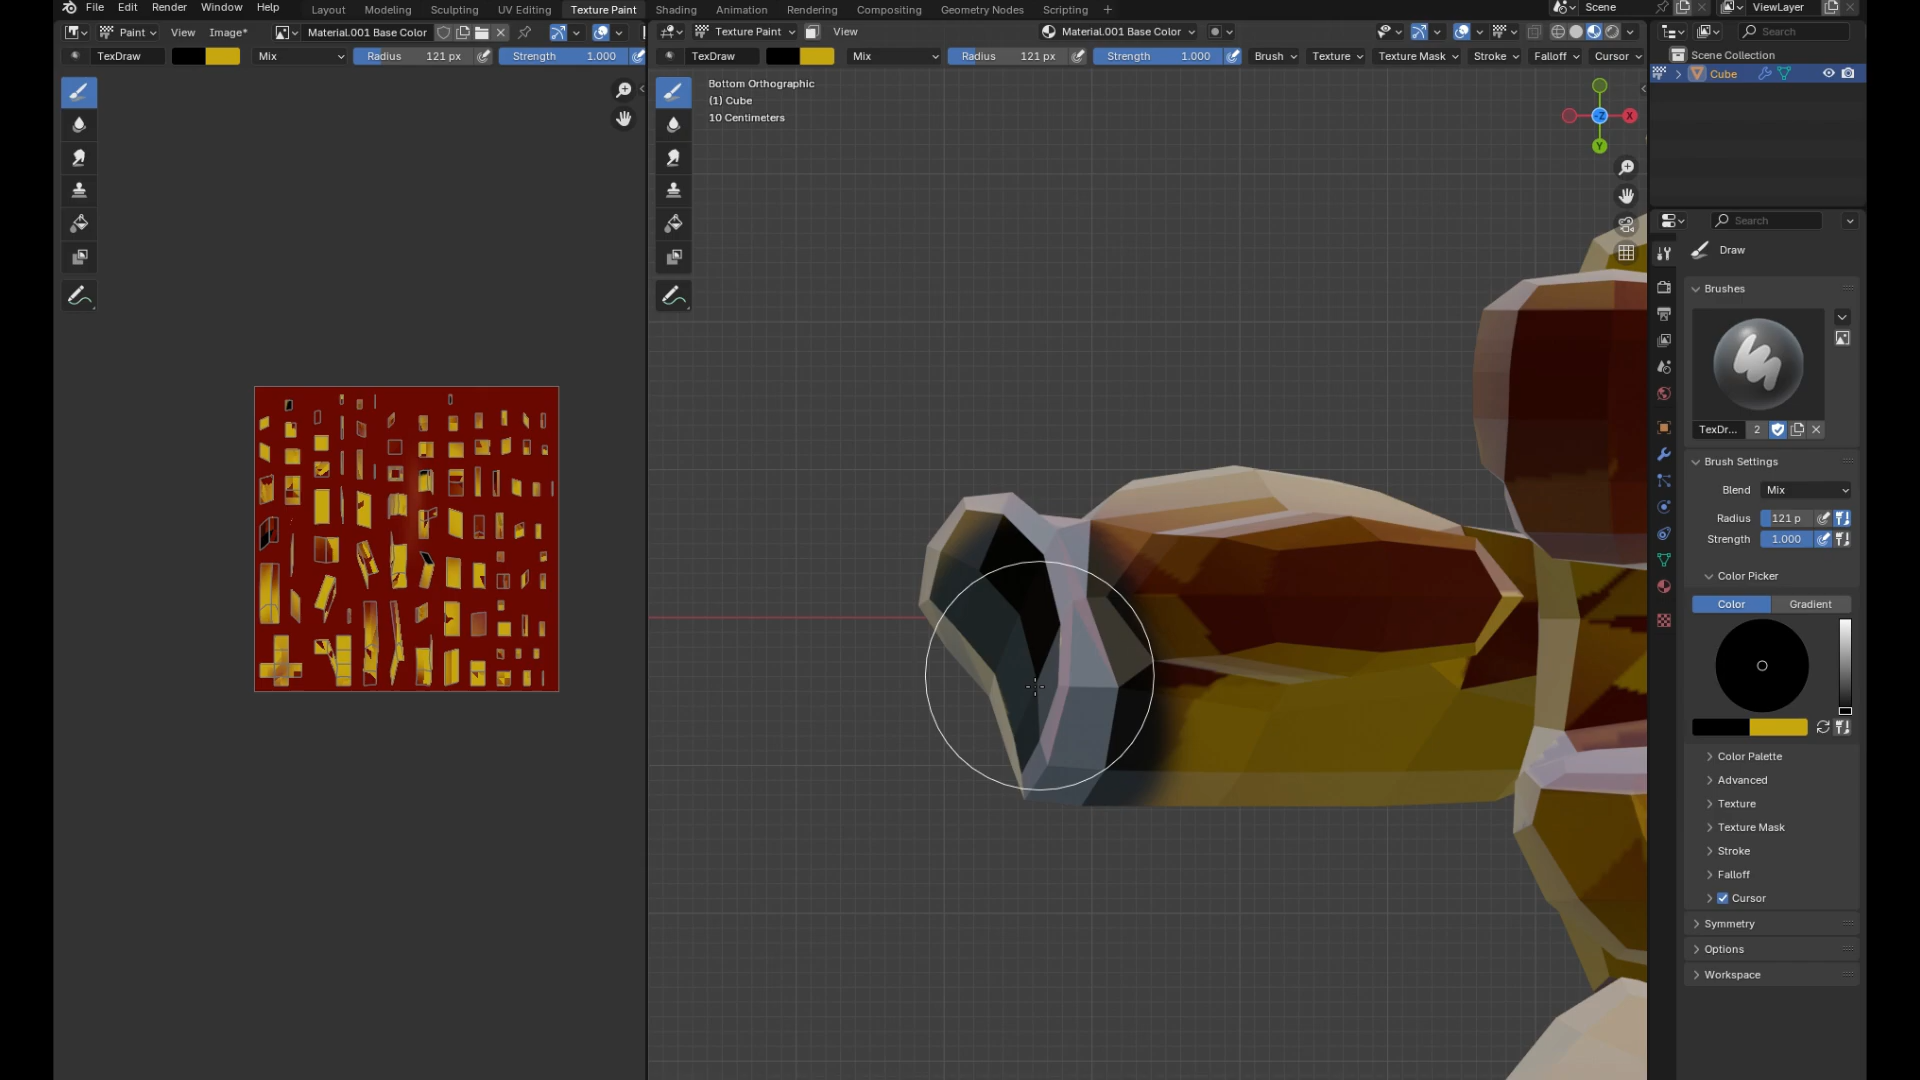 File Edit Render Window Help
Layout Modeling Sculpting UV Editing Texture Paint Shading Animation Rendering Compositing Geometry Nodes Scripting +
Scene ViewLayer
Paint View Image* Material.001 Base Color
Texture Paint View Material.001 Base Color
Search
TexDraw Mix Radius 121 px Strength 1.000
TexDraw Mix Radius 121 px Strength 1.000 Brush Texture Texture Mask Stroke Falloff Cursor
Scene Collection
Cube
Bottom Orthographic
(1) Cube
10 Centimeters
-Z X
Y
Search
Draw
Brushes
TexDr... 2
Brush Settings
Blend Mix
Radius 121 p
Strength 1.000
Color Picker
Color Gradient
Color Palette
Advanced
Texture
Texture Mask
Stroke
Falloff
Cursor
Symmetry
Options
Workspace